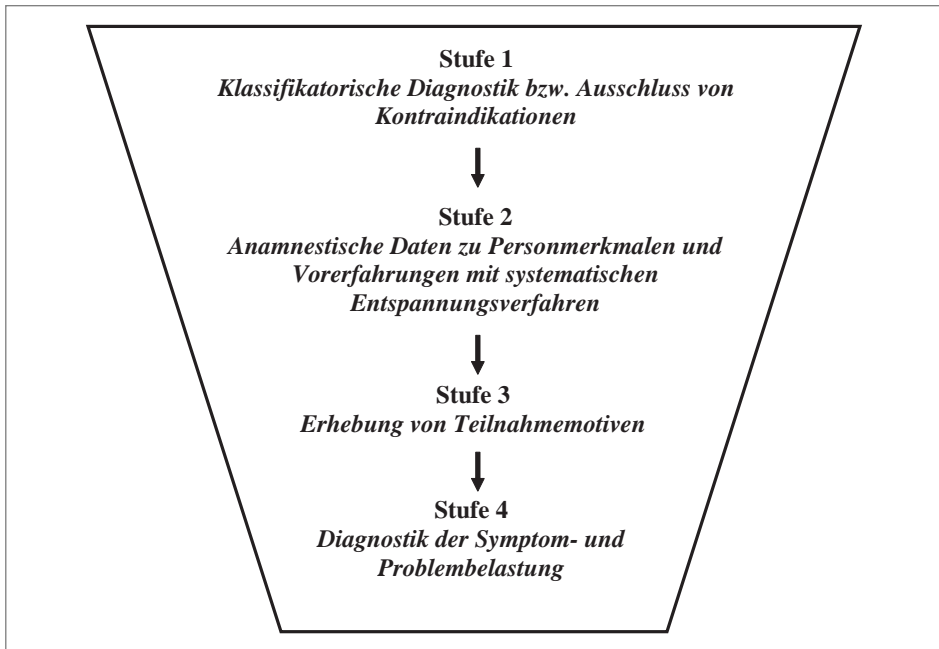 Stufe 1
Klassifikatorische Diagnostik bzw. Ausschluss von
Kontraindikationen
Stufe 2
Anamnestische Daten zu Personmerkmalen und
Vorerfahrungen mit systematischen
Entspannungsverfahren
Stufe 3
Erhebung von Teilnahmemotiven
Stufe 4
Diagnostik der Symptom- und
Problembelastung